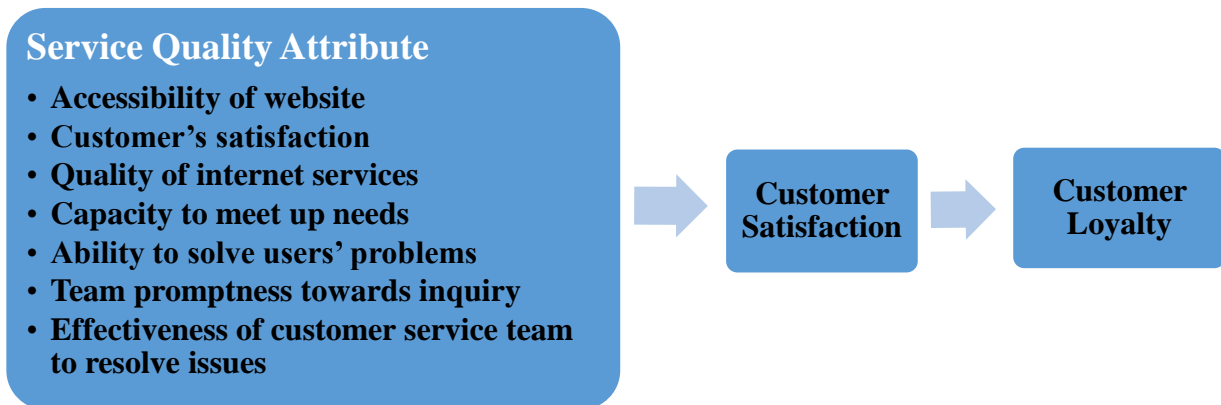 Service Quality Attribute
• Accessibility of website
• Customer’s satisfaction
• Quality of internet services
• Capacity to meet up needs
• Ability to solve users’ problems
• Team promptness towards inquiry
• Effectiveness of customer service team
to resolve issues
Customer
Satisfaction
Customer
Loyalty